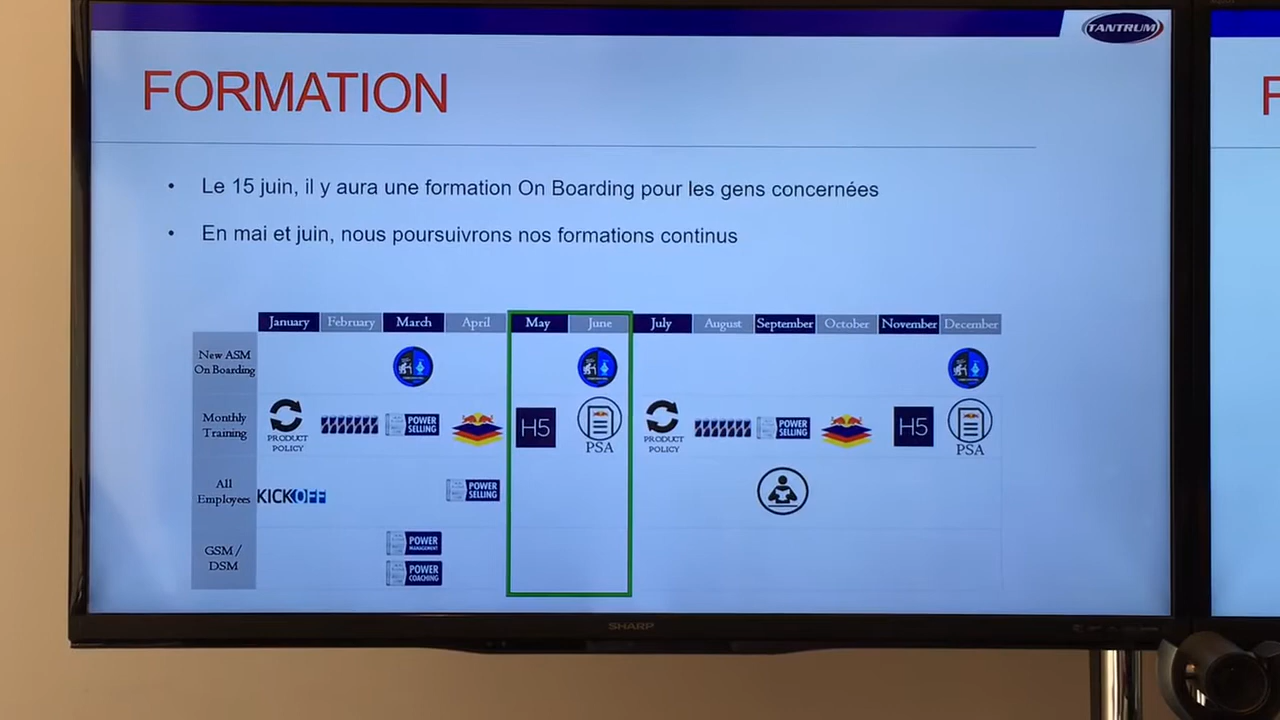 TANTRUM
FORMATION
F
• Le 15 juin, il y aura une formation On Boarding pour les gens concernées
• En mai et juin, nous poursuivrons nos formations continus
January February March April May June July August September October November December
New ASM
On Boarding
Monthly
Training
PRODUCT
POLICY
POWER
SELLING
H5
PSA
PRODUCT
POLICY
POWER
SELLING
H5
PSA
All
Employees
KICKOFF
POWER
SELLING
GSM /
DSM
POWER
MANAGEMENT
POWER
COACHING
SHARP